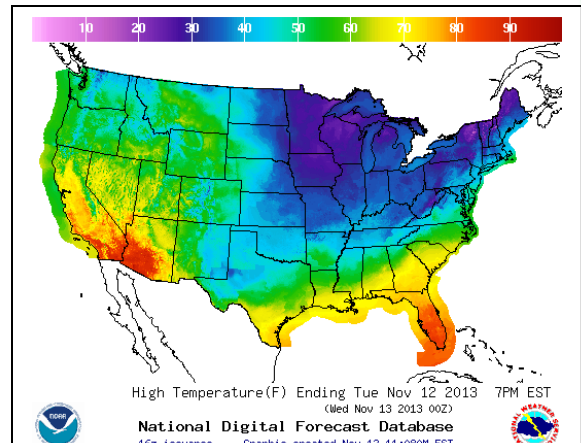 10 20 30 40 50 60 70 80 90
High Temperature(F) Ending Tue Nov 12 2013 7PM EST
(Wed Nov 13 2013 00Z)
National Digital Forecast Database
NOAA